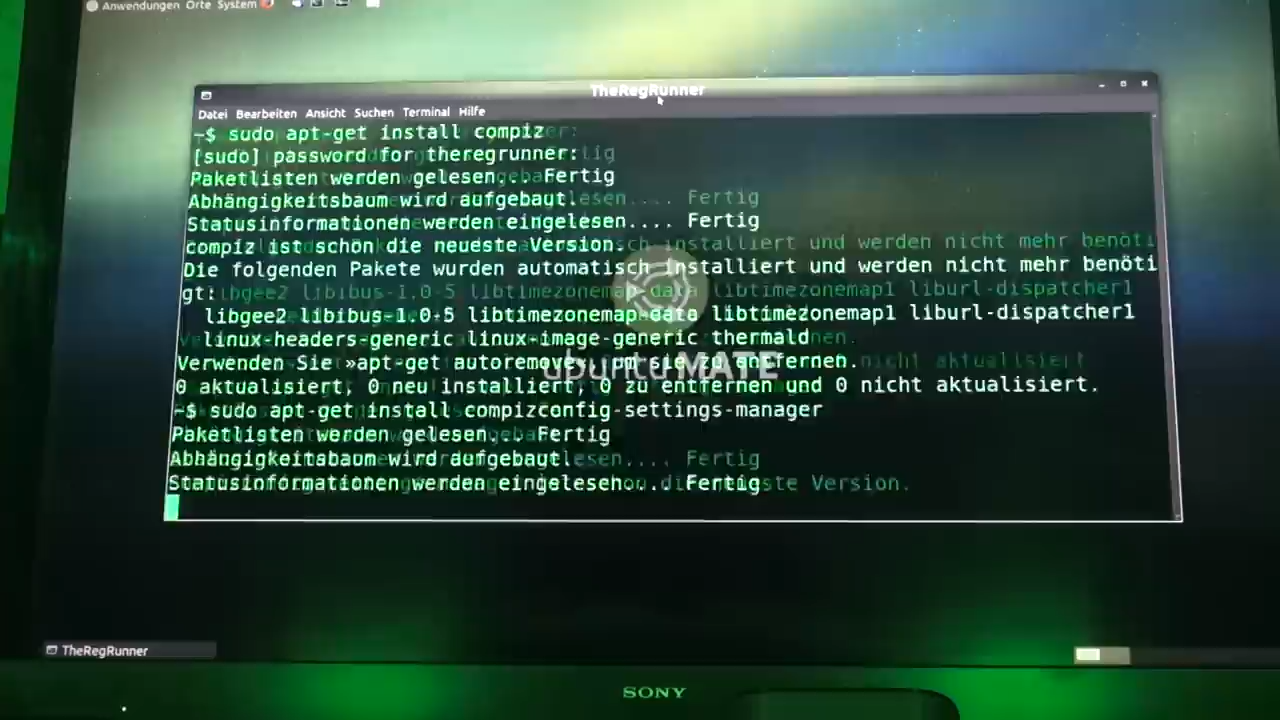 Anwendungen Orte System
TheRegRunner
Datei Bearbeiten Ansicht Suchen Terminal Hilfe
~$ sudo apt-get install compiz
[sudo] password for theregrunner:
Paketlisten werden gelesen... Fertig
Abhängigkeitsbaum wird aufgebaut.
Statusinformationen werden eingelesen.... Fertig
compiz ist schon die neueste Version.
Die folgenden Pakete wurden automatisch installiert und werden nicht mehr benöti
gt:
libgee2 libibus-1.0-5 libtimezonemap-data libtimezonemap1 liburl-dispatcher1
linux-headers-generic linux-image-generic thermald
Verwenden Sie »apt-get autoremove«, um sie zu entfernen.
0 aktualisiert, 0 neu installiert, 0 zu entfernen und 0 nicht aktualisiert.
~$ sudo apt-get install compizconfig-settings-manager
Paketlisten werden gelesen... Fertig
Abhängigkeitsbaum wird aufgebaut.
Statusinformationen werden eingelesen.... Fertig
ubuntu MATE
TheRegRunner
SONY